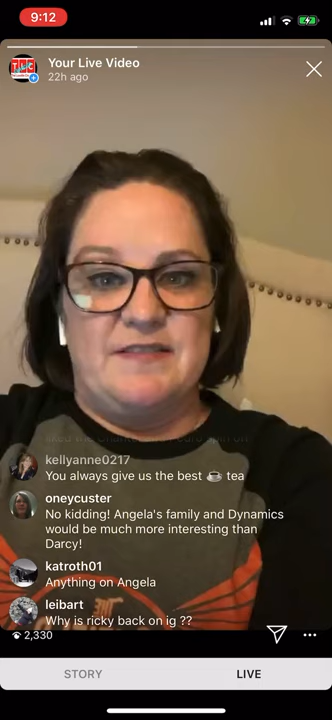 9:12
Your Live Video
22h ago
kellyanne0217
You always give us the best ☕ tea
oneycuster
No kidding! Angela's family and Dynamics
would be much more interesting than
Darcy!
katroth01
Anything on Angela
leibart
Why is ricky back on ig ??
2,330
STORY
LIVE